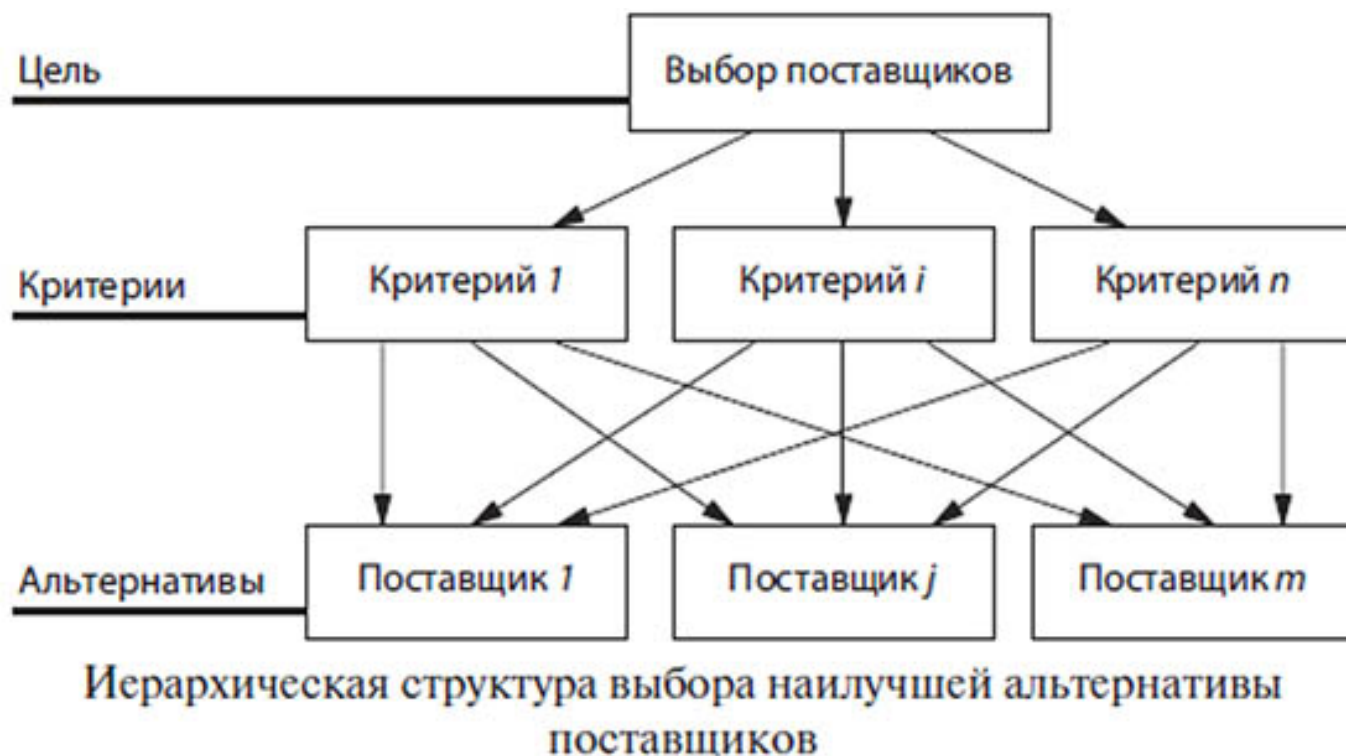 Цель
Выбор поставщиков
Критерии
Критерий 1
Критерий i
Критерий n
Альтернативы
Поставщик 1
Поставщик j
Поставщик m
Иерархическая структура выбора наилучшей альтернативы
поставщиков